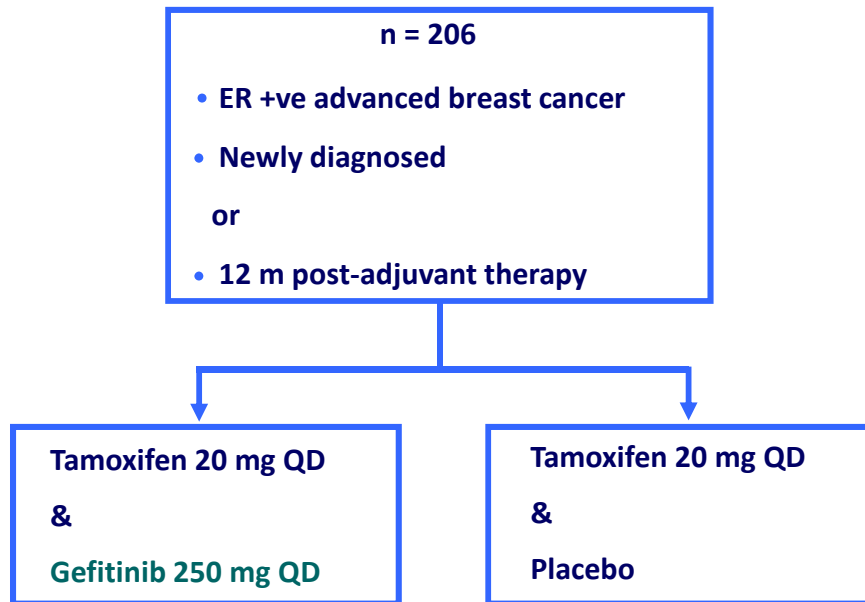 n = 206
• ER +ve advanced breast cancer
• Newly diagnosed
or
• 12 m post-adjuvant therapy
Tamoxifen 20 mg QD
&
Gefitinib 250 mg QD
Tamoxifen 20 mg QD
&
Placebo